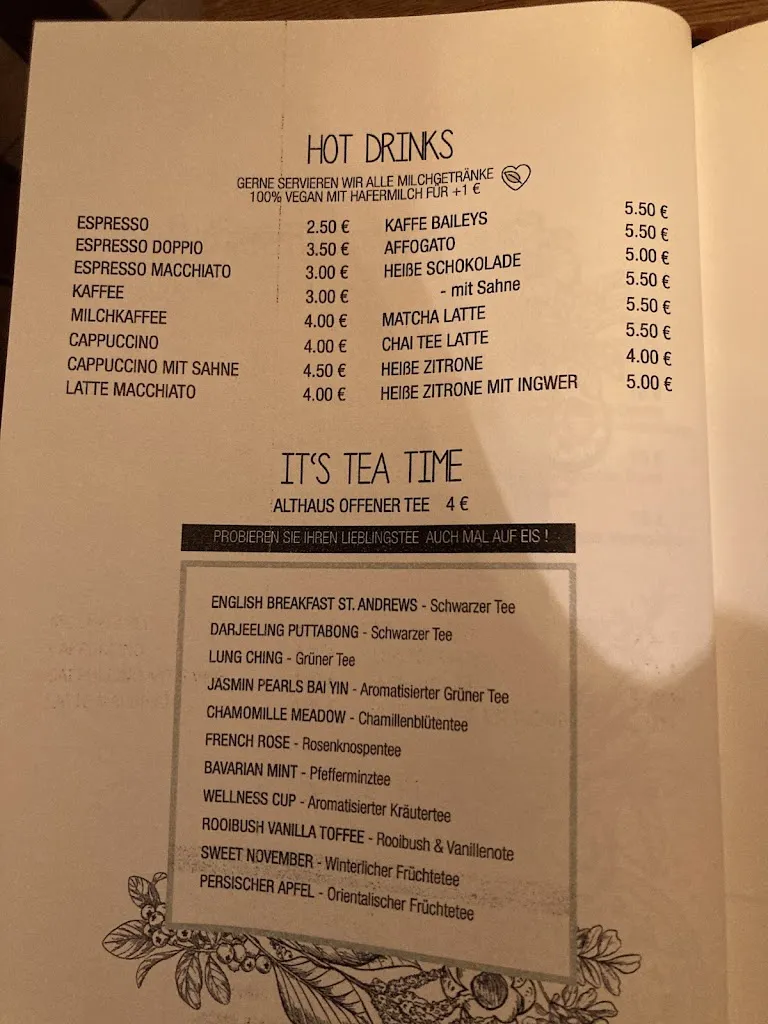 HOT DRINKS
GERNE SERVIEREN WIR ALLE MILCHGETRÄNKE
100% VEGAN MIT HAFERMILCH FÜR +1 €
ESPRESSO 2.50 €
ESPRESSO DOPPIO 3.50 €
ESPRESSO MACCHIATO 3.00 €
KAFFEE 3.00 €
MILCHKAFFEE 4.00 €
CAPPUCCINO 4.00 €
CAPPUCCINO MIT SAHNE 4.50 €
LATTE MACCHIATO 4.00 €
KAFFE BAILEYS 5.50 €
AFFOGATO 5.50 €
HEIßE SCHOKOLADE 5.00 €
- mit Sahne 5.50 €
MATCHA LATTE 5.50 €
CHAI TEE LATTE 5.50 €
HEIßE ZITRONE 4.00 €
HEIßE ZITRONE MIT INGWER 5.00 €
IT'S TEA TIME
ALTHAUS OFFENER TEE 4 €
PROBIEREN SIE IHREN LIEBLINGSTEE AUCH MAL AUF EIS !
ENGLISH BREAKFAST ST. ANDREWS - Schwarzer Tee
DARJEELING PUTTABONG - Schwarzer Tee
LUNG CHING - Grüner Tee
JASMIN PEARLS BAI YIN - Aromatisierter Grüner Tee
CHAMOMILLE MEADOW - Chamillenblütentee
FRENCH ROSE - Rosenknospentee
BAVARIAN MINT - Pfefferminztee
WELLNESS CUP - Aromatisierter Kräutertee
ROOIBUSH VANILLA TOFFEE - Rooibush & Vanillenote
SWEET NOVEMBER - Winterlicher Früchtetee
PERSISCHER APFEL - Orientalischer Früchtetee